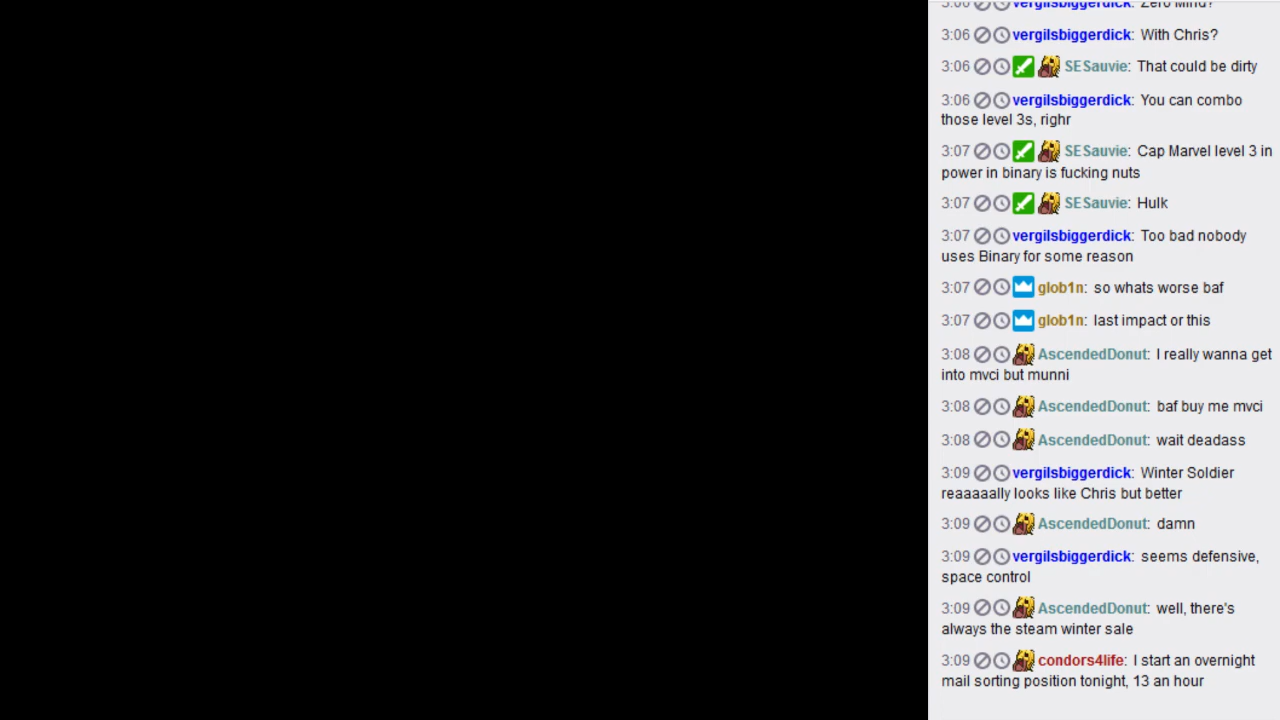 3:06 vergilsbiggerdick: Zero Mind?
3:06 vergilsbiggerdick: With Chris?
3:06 SESauvie: That could be dirty
3:06 vergilsbiggerdick: You can combo
those level 3s, righr
3:07 SESauvie: Cap Marvel level 3 in
power in binary is fucking nuts
3:07 SESauvie: Hulk
3:07 vergilsbiggerdick: Too bad nobody
uses Binary for some reason
3:07 glob1n: so whats worse baf
3:07 glob1n: last impact or this
3:08 AscendedDonut: I really wanna get
into mvci but munni
3:08 AscendedDonut: baf buy me mvci
3:08 AscendedDonut: wait deadass
3:09 vergilsbiggerdick: Winter Soldier
reaaaaally looks like Chris but better
3:09 AscendedDonut: damn
3:09 vergilsbiggerdick: seems defensive,
space control
3:09 AscendedDonut: well, there's
always the steam winter sale
3:09 condors4life: I start an overnight
mail sorting position tonight, 13 an hour